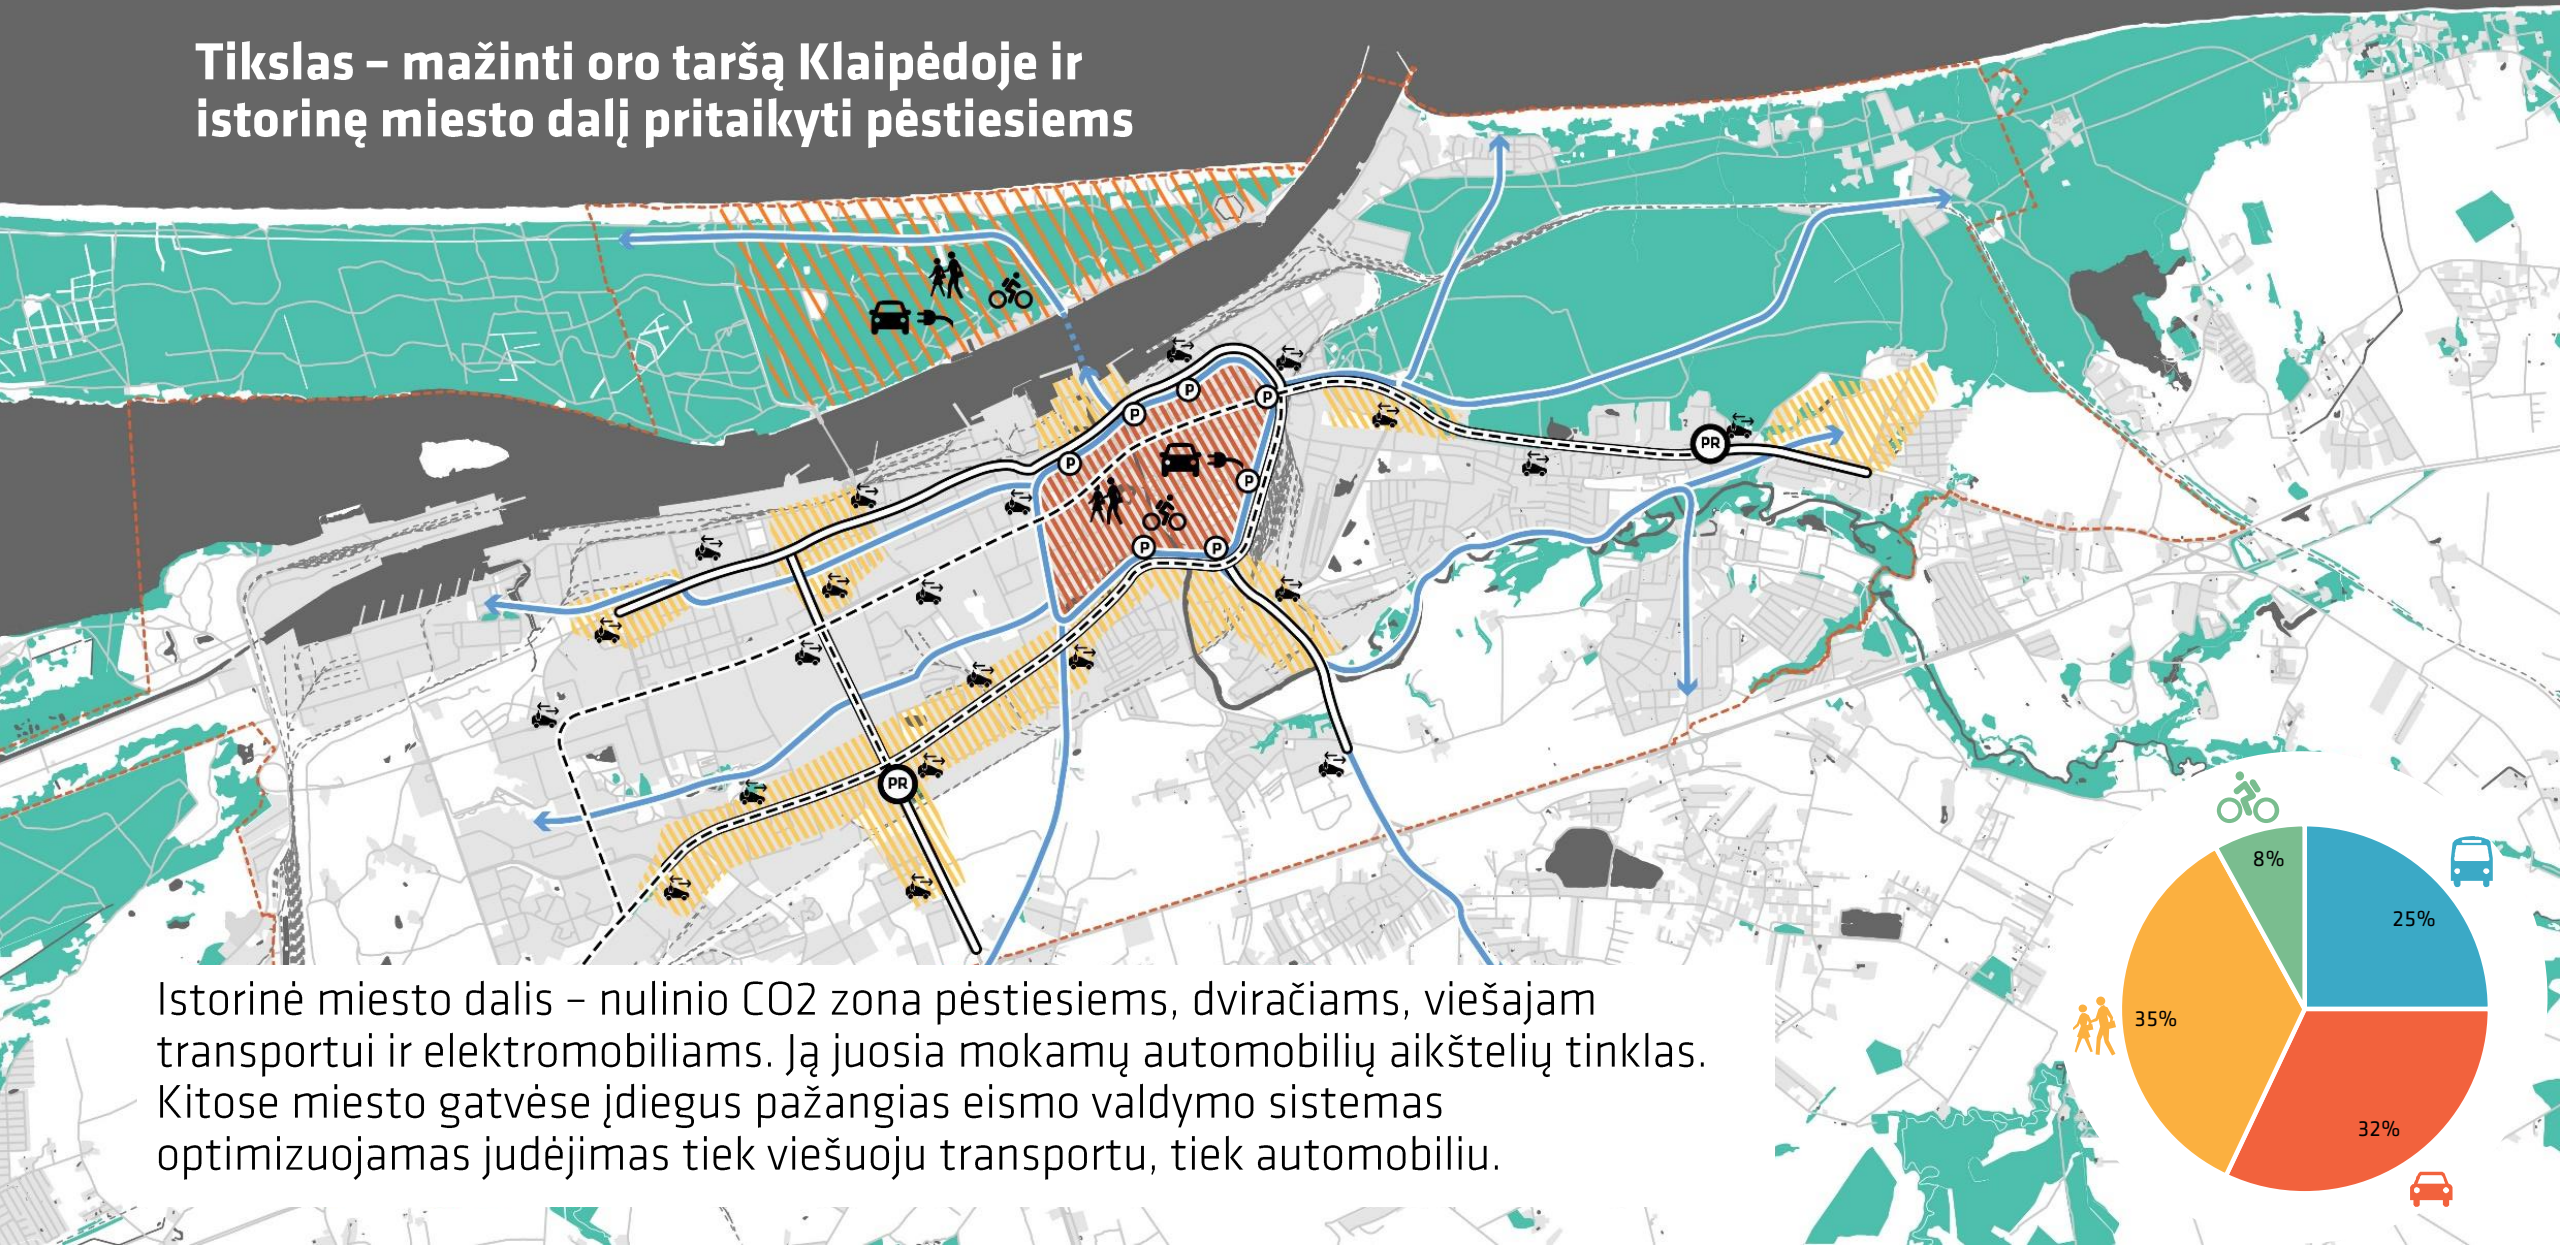 Tikslas – mažinti oro taršą Klaipėdoje ir
istorinę miesto dalį pritaikyti pėstiesiems
P
P
P
P
P
P
P
PR
PR
8%
25%
35%
32%
Istorinė miesto dalis – nulinio CO2 zona pėstiesiems, dviračiams, viešajam
transportui ir elektromobiliams. Ją juosia mokamų automobilių aikštelių tinklas.
Kitose miesto gatvėse įdiegus pažangias eismo valdymo sistemas
optimizuojamas judėjimas tiek viešuoju transportu, tiek automobiliu.